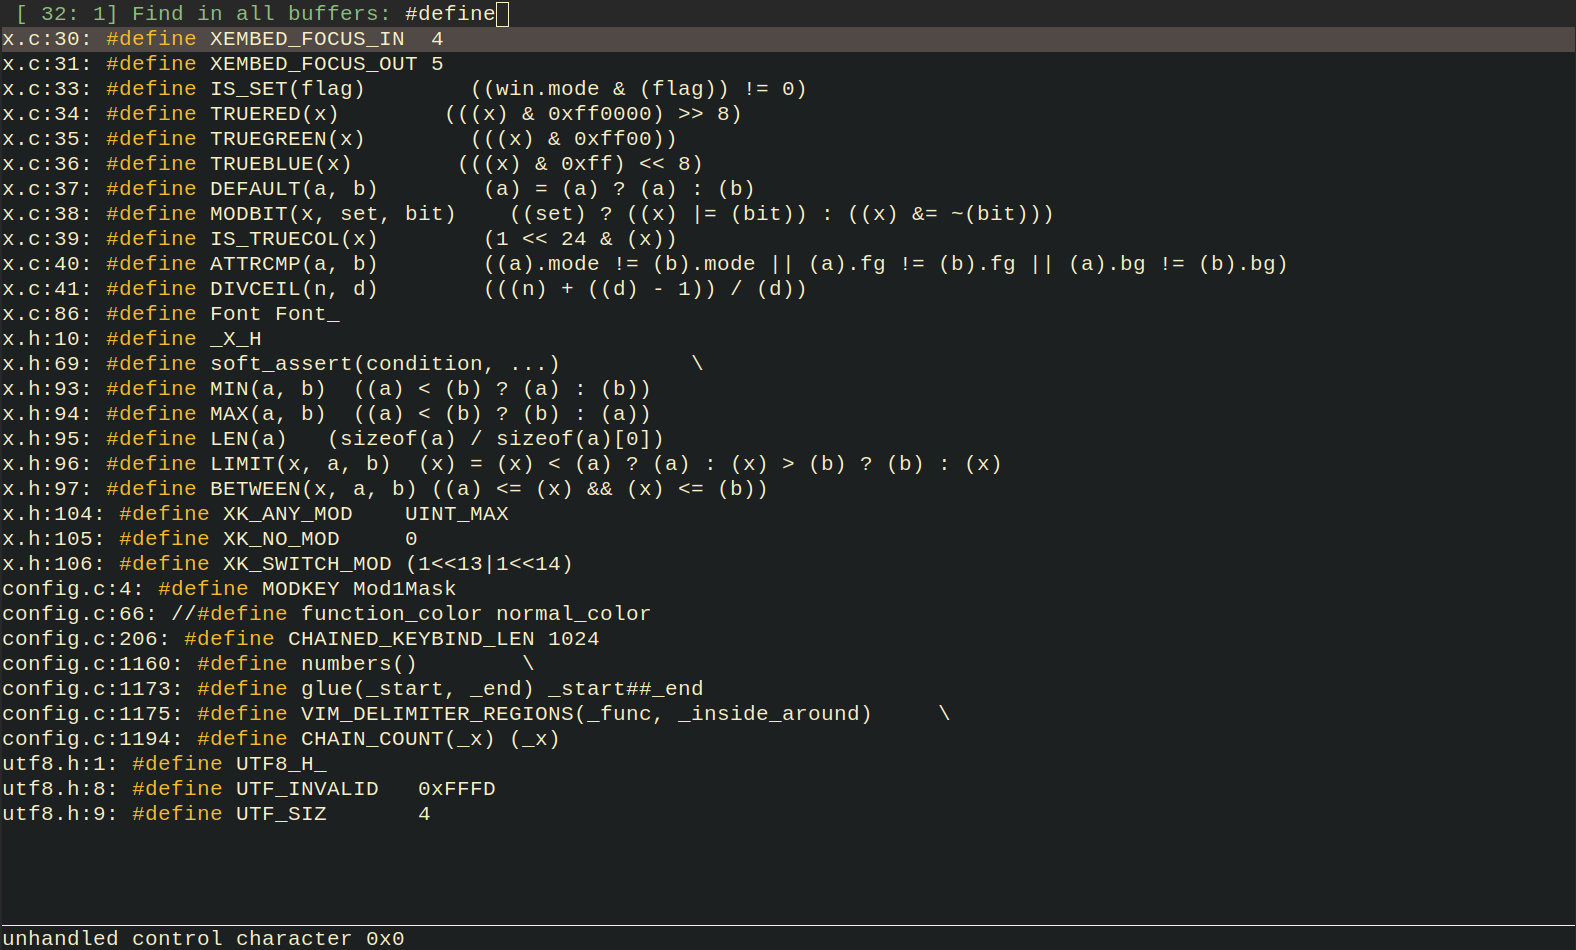 [ 32: 1] Find in all buffers: #define
x.c:30: #define XEMBED_FOCUS_IN  4
x.c:31: #define XEMBED_FOCUS_OUT 5
x.c:33: #define IS_SET(flag)        ((win.mode & (flag)) != 0)
x.c:34: #define TRUERED(x)        (((x) & 0xff0000) >> 8)
x.c:35: #define TRUEGREEN(x)        (((x) & 0xff00))
x.c:36: #define TRUEBLUE(x)        (((x) & 0xff) << 8)
x.c:37: #define DEFAULT(a, b)        (a) = (a) ? (a) : (b)
x.c:38: #define MODBIT(x, set, bit)    ((set) ? ((x) |= (bit)) : ((x) &= ~(bit)))
x.c:39: #define IS_TRUECOL(x)        (1 << 24 & (x))
x.c:40: #define ATTRCMP(a, b)        ((a).mode != (b).mode || (a).fg != (b).fg || (a).bg != (b).bg)
x.c:41: #define DIVCEIL(n, d)        (((n) + ((d) - 1)) / (d))
x.c:86: #define Font Font_
x.h:10: #define _X_H
x.h:69: #define soft_assert(condition, ...)          \
x.h:93: #define MIN(a, b)  ((a) < (b) ? (a) : (b))
x.h:94: #define MAX(a, b)  ((a) < (b) ? (b) : (a))
x.h:95: #define LEN(a)   (sizeof(a) / sizeof(a)[0])
x.h:96: #define LIMIT(x, a, b)  (x) = (x) < (a) ? (a) : (x) > (b) ? (b) : (x)
x.h:97: #define BETWEEN(x, a, b) ((a) <= (x) && (x) <= (b))
x.h:104: #define XK_ANY_MOD    UINT_MAX
x.h:105: #define XK_NO_MOD     0
x.h:106: #define XK_SWITCH_MOD (1<<13|1<<14)
config.c:4: #define MODKEY Mod1Mask
config.c:66: //#define function_color normal_color
config.c:206: #define CHAINED_KEYBIND_LEN 1024
config.c:1160: #define numbers()        \
config.c:1173: #define glue(_start, _end) _start##_end
config.c:1175: #define VIM_DELIMITER_REGIONS(_func, _inside_around)     \
config.c:1194: #define CHAIN_COUNT(_x) (_x)
utf8.h:1: #define UTF8_H_
utf8.h:8: #define UTF_INVALID   0xFFFD
utf8.h:9: #define UTF_SIZ       4
unhandled control character 0x0